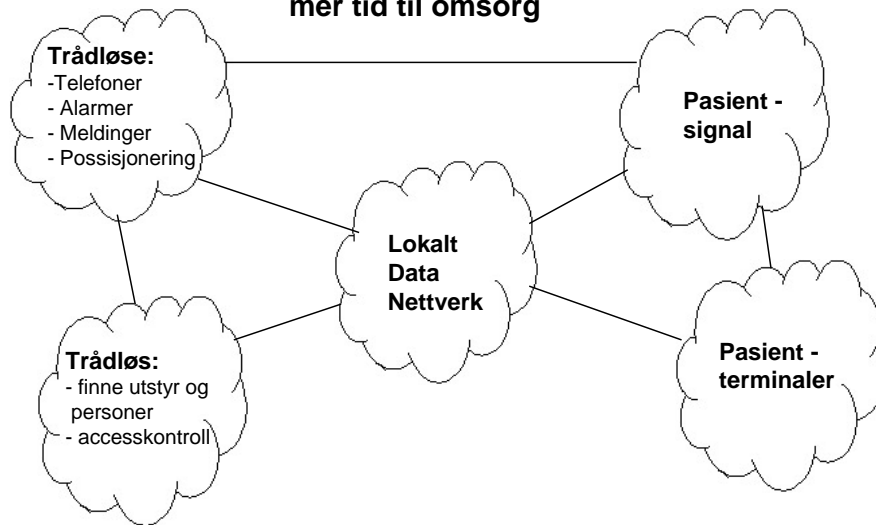 mer tid til omsorg
Trådløse:
-Telefoner
- Alarmer
- Meldinger
- Possisjonering
Pasient -
signal
Lokalt
Data
Nettverk
Trådløs:
- finne utstyr og
personer
- accesskontroll
Pasient -
terminaler